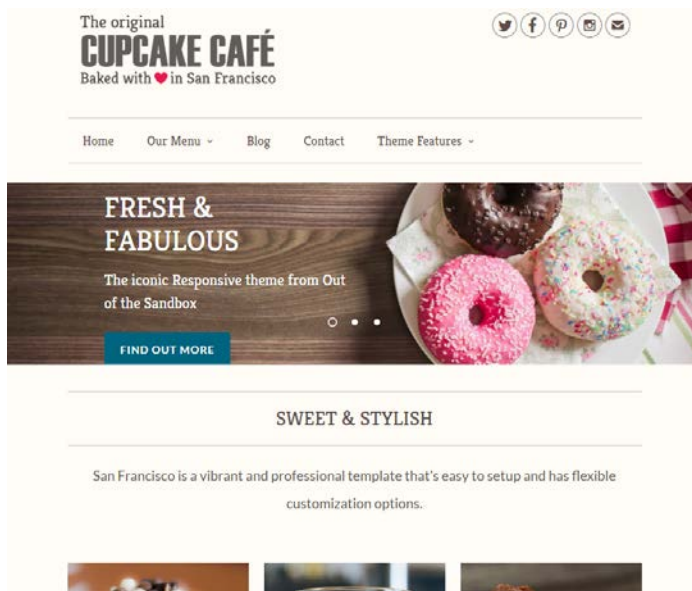 The original
CUPCAKE CAFÉ
Baked with ❤ in San Francisco
Home Our Menu Blog Contact Theme Features
FRESH &
FABULOUS
The iconic Responsive theme from Out
of the Sandbox
FIND OUT MORE
SWEET & STYLISH
San Francisco is a vibrant and professional template that's easy to setup and has flexible
customization options.